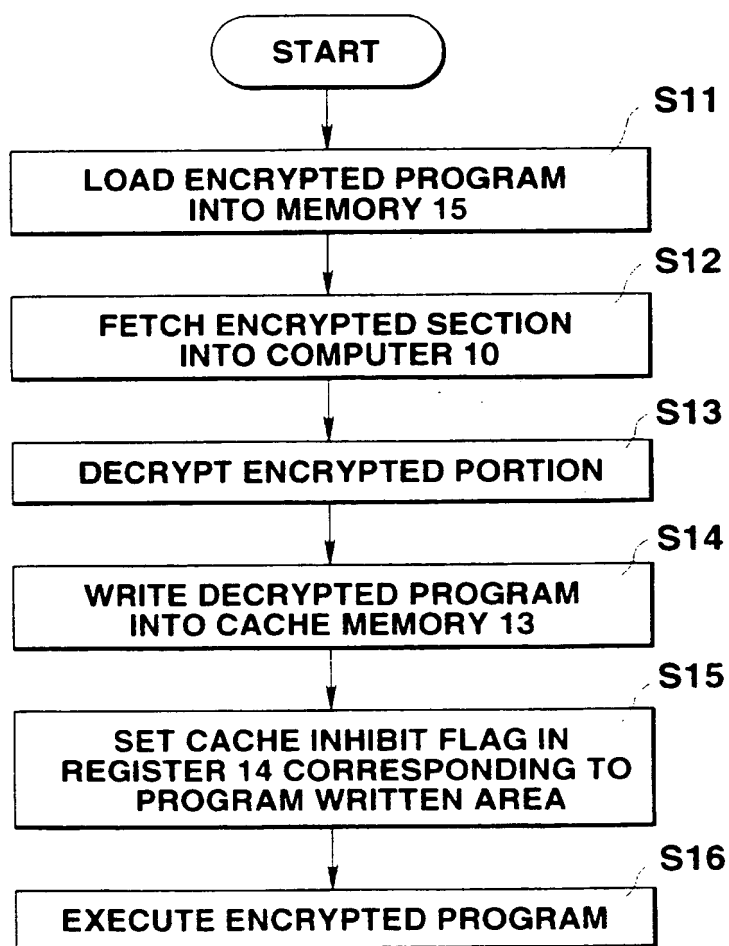 START
S11
LOAD ENCRYPTED PROGRAM
INTO MEMORY 15
S12
FETCH ENCRYPTED SECTION
INTO COMPUTER 10
S13
DECRYPT ENCRYPTED PORTION
S14
WRITE DECRYPTED PROGRAM
INTO CACHE MEMORY 13
S15
SET CACHE INHIBIT FLAG IN
REGISTER 14 CORRESPONDING TO
PROGRAM WRITTEN AREA
S16
EXECUTE ENCRYPTED PROGRAM